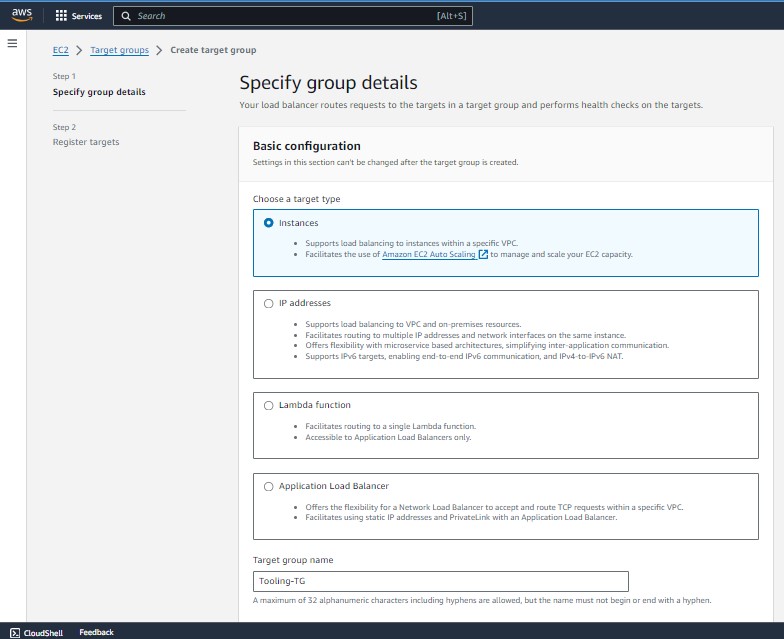 aws
Services
Search
[Alt+S]
EC2 > Target groups > Create target group
Step 1
Specify group details
Step 2
Register targets
Specify group details
Your load balancer routes requests to the targets in a target group and performs health checks on the targets.
Basic configuration
Settings in this section can't be changed after the target group is created.
Choose a target type
Instances
• Supports load balancing to instances within a specific VPC.
• Facilitates the use of Amazon EC2 Auto Scaling to manage and scale your EC2 capacity.
IP addresses
• Supports load balancing to VPC and on-premises resources.
• Facilitates routing to multiple IP addresses and network interfaces on the same instance.
• Offers flexibility with microservice based architectures, simplifying inter-application communication.
• Supports IPv6 targets, enabling end-to-end IPv6 communication, and IPv4-to-IPv6 NAT.
Lambda function
• Facilitates routing to a single Lambda function.
• Accessible to Application Load Balancers only.
Application Load Balancer
• Offers the flexibility for a Network Load Balancer to accept and route TCP requests within a specific VPC.
• Facilitates using static IP addresses and PrivateLink with an Application Load Balancer.
Target group name
Tooling-TG
A maximum of 32 alphanumeric characters including hyphens are allowed, but the name must not begin or end with a hyphen.
CloudShell
Feedback